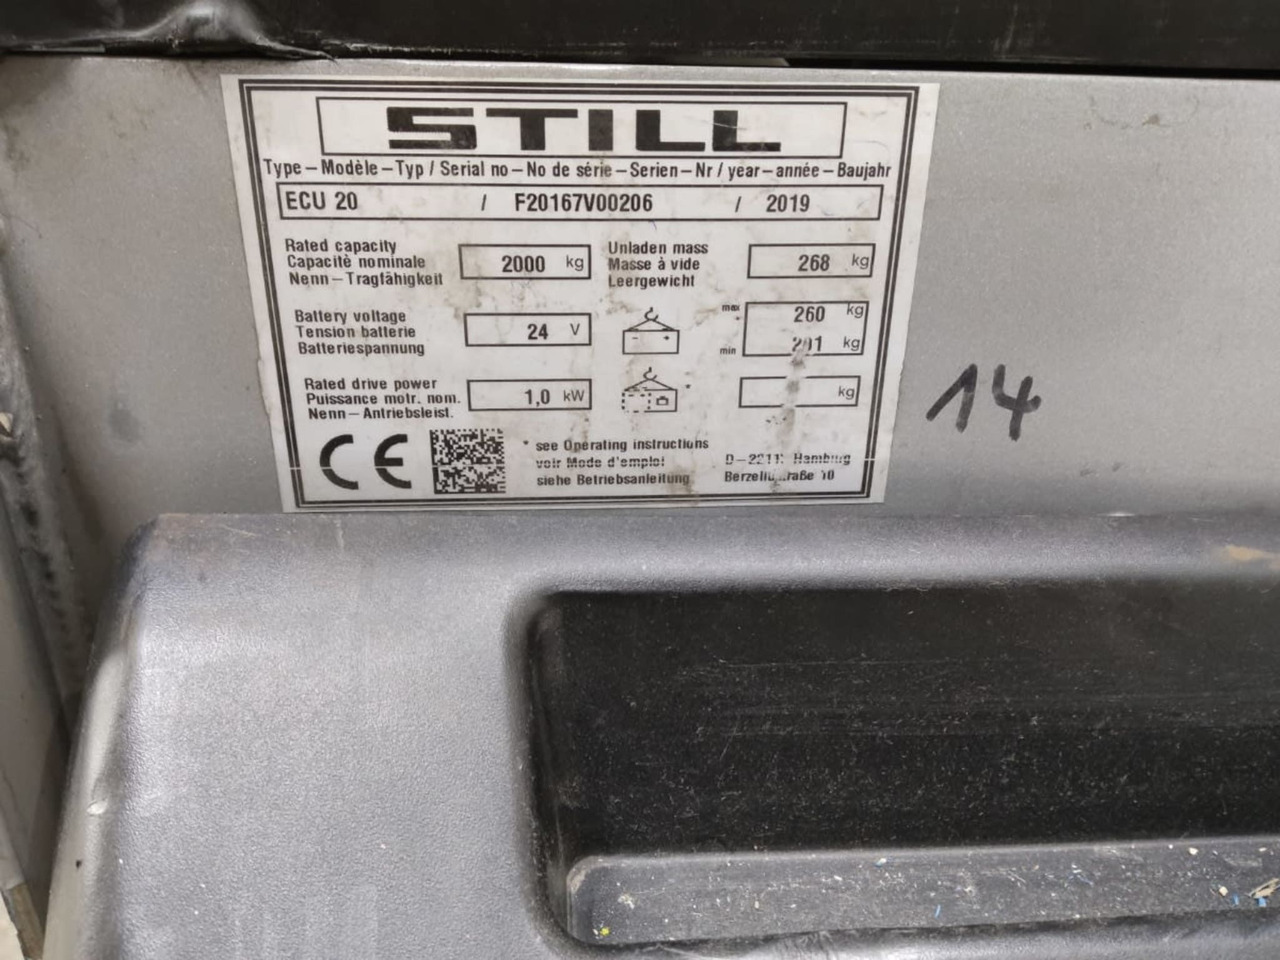 STILL
Type – Modèle – Typ / Serial no – No de série – Serien – Nr / year – année – Baujahr
ECU 20 / F20167V00206 / 2019
Rated capacity
Capacitè nominale
Nenn – Tragfähigkeit
2000 kg
Unladen mass
Masse à vide
Leergewicht
268 kg
Battery voltage
Tension batterie
Batteriespannung
24 V
max 260 kg
min kg
Rated drive power
Puissance motr. nom.
Nenn – Antriebsleist.
1,0 kW
* kg
CE
* see Operating instructions
voir Mode d'emploi
siehe Betriebsanleitung
Hamburg
10
14